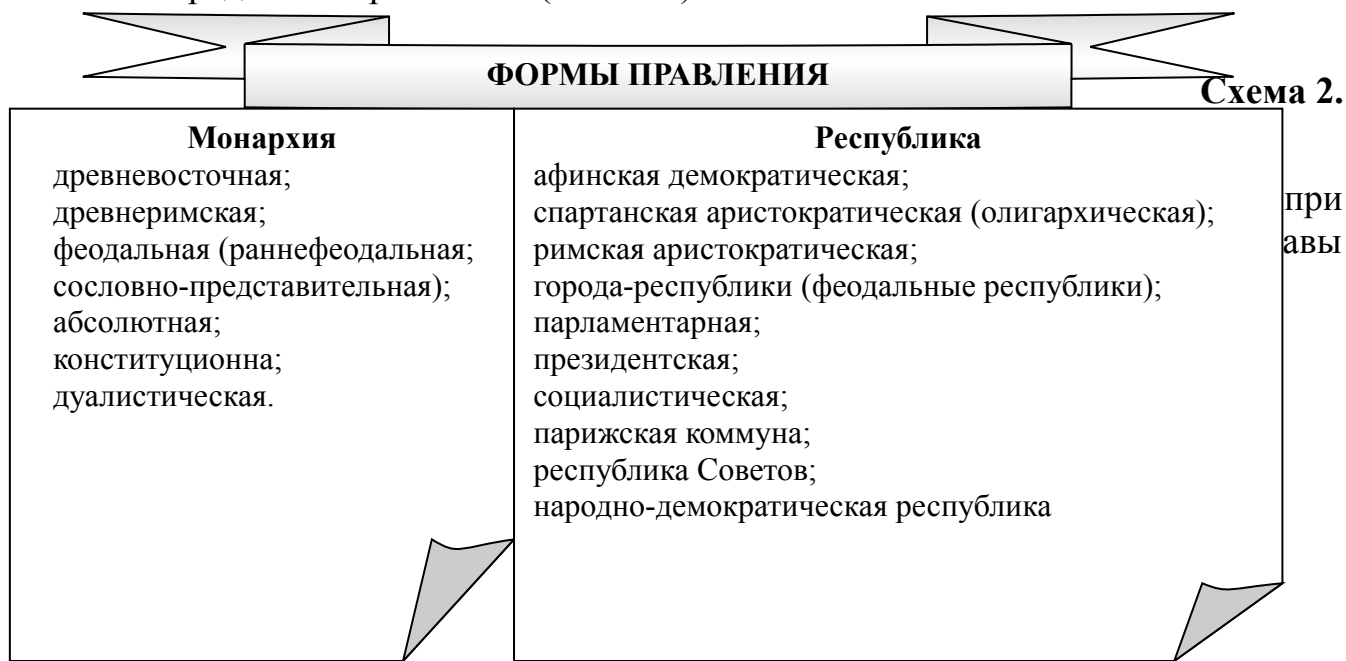 ФОРМЫ ПРАВЛЕНИЯ
Схема 2.
Монархия
древневосточная;
древнеримская;
феодальная (раннефеодальная;
сословно-представительная);
абсолютная;
конституционна;
дуалистическая.
Республика
афинская демократическая;
спартанская аристократическая (олигархическая);
римская аристократическая;
города-республики (феодальные республики);
парламентарная;
президентская;
социалистическая;
парижская коммуна;
республика Советов;
народно-демократическая республика
при
авы